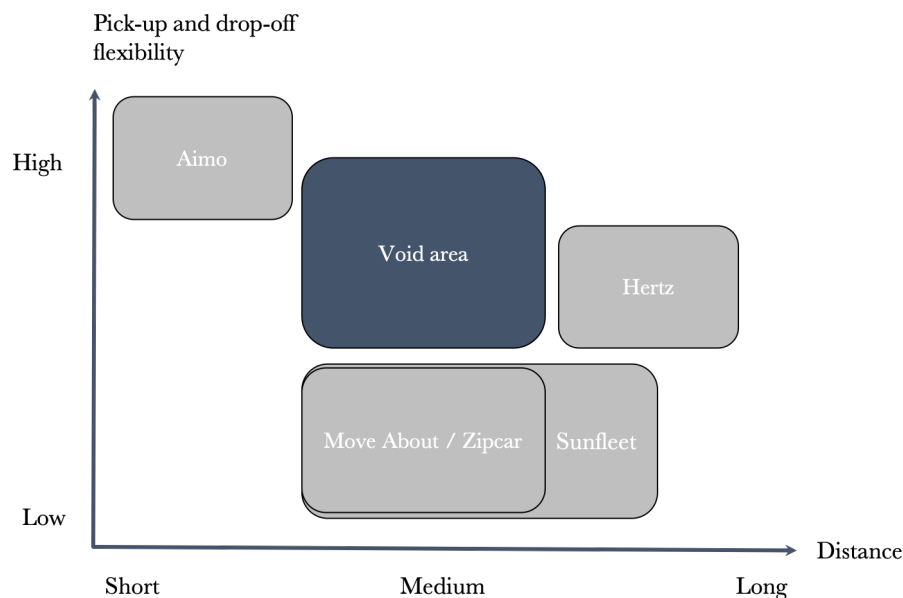 Pick-up and drop-off
flexibility
High
Aimo
Void area
Hertz
Move About / Zipcar
Sunfleet
Low
Distance
Short
Medium
Long